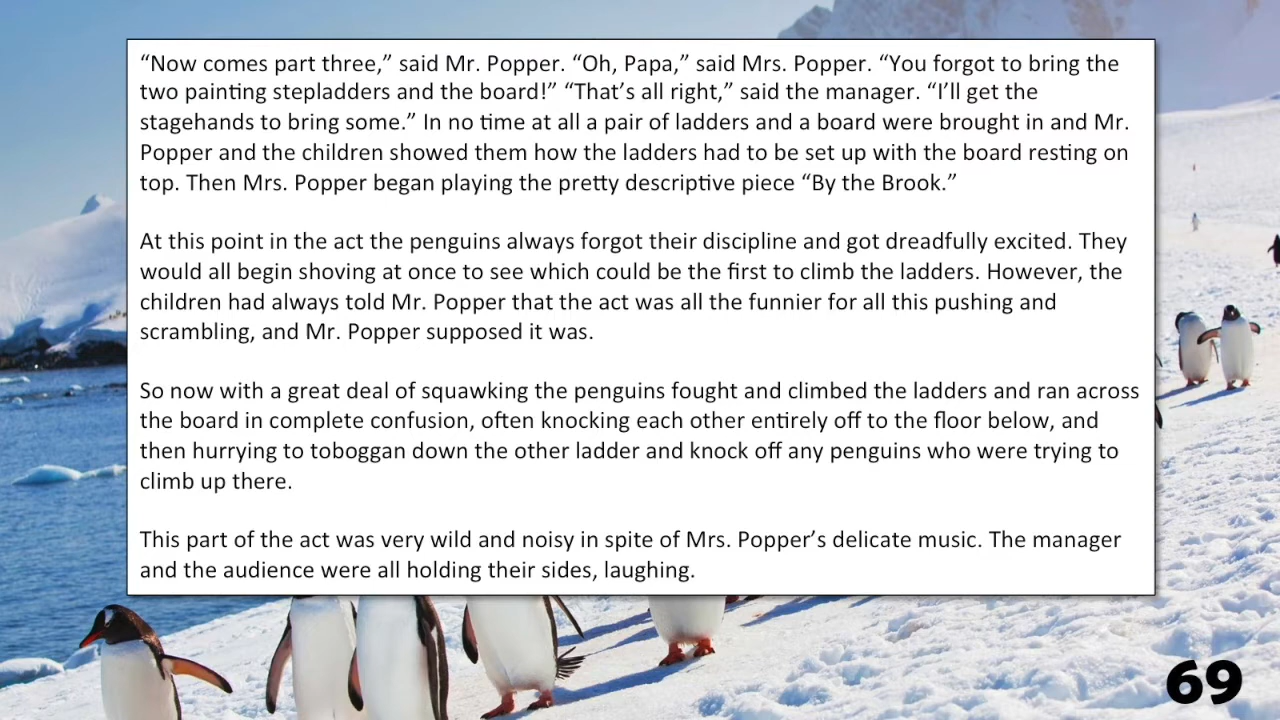 “Now comes part three,” said Mr. Popper. “Oh, Papa,” said Mrs. Popper. “You forgot to bring the
two painting stepladders and the board!” “That’s all right,” said the manager. “I’ll get the
stagehands to bring some.” In no time at all a pair of ladders and a board were brought in and Mr.
Popper and the children showed them how the ladders had to be set up with the board resting on
top. Then Mrs. Popper began playing the pretty descriptive piece “By the Brook.”
At this point in the act the penguins always forgot their discipline and got dreadfully excited. They
would all begin shoving at once to see which could be the first to climb the ladders. However, the
children had always told Mr. Popper that the act was all the funnier for all this pushing and
scrambling, and Mr. Popper supposed it was.
So now with a great deal of squawking the penguins fought and climbed the ladders and ran across
the board in complete confusion, often knocking each other entirely off to the floor below, and
then hurrying to toboggan down the other ladder and knock off any penguins who were trying to
climb up there.
This part of the act was very wild and noisy in spite of Mrs. Popper’s delicate music. The manager
and the audience were all holding their sides, laughing.
69